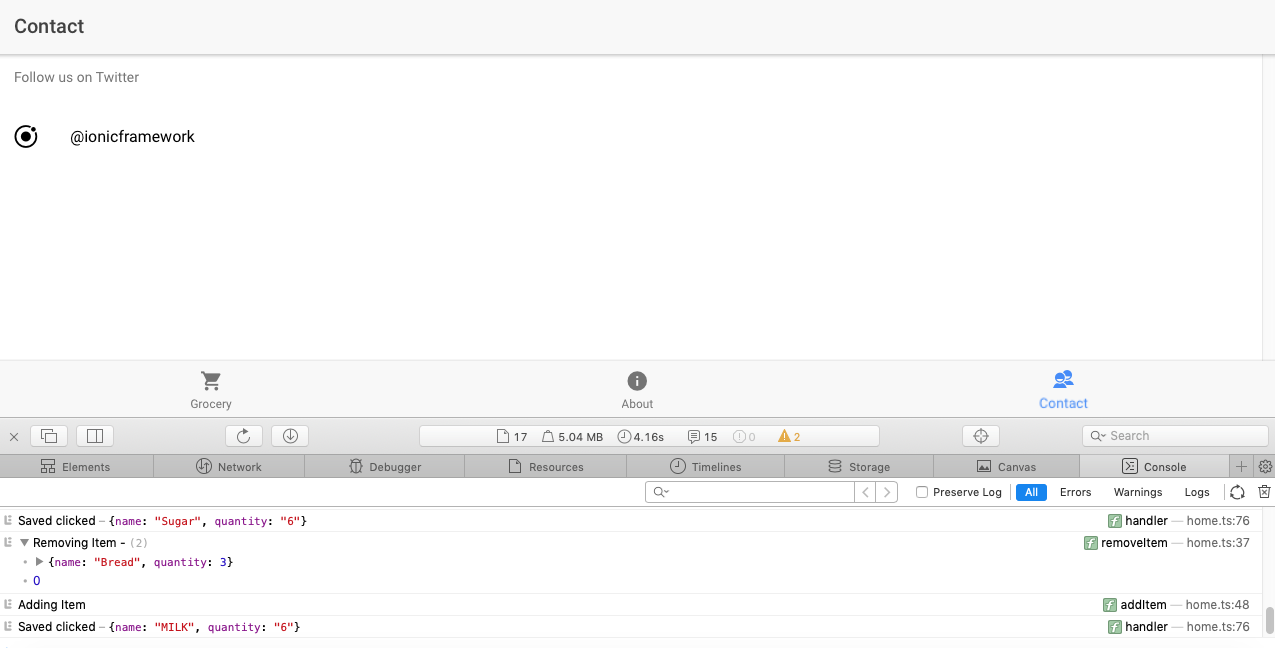 Contact
Follow us on Twitter
@ionicframework
Grocery About Contact
17 5.04 MB 4.16s 15 0 2 Search
Elements Network Debugger Resources Timelines Storage Canvas Console
Preserve Log All Errors Warnings Logs
Saved clicked – {name: "Sugar", quantity: "6"} f handler — home.ts:76
Removing Item - (2) f removeItem — home.ts:37
{name: "Bread", quantity: 3}
0
Adding Item f addItem — home.ts:48
Saved clicked – {name: "MILK", quantity: "6"} f handler — home.ts:76